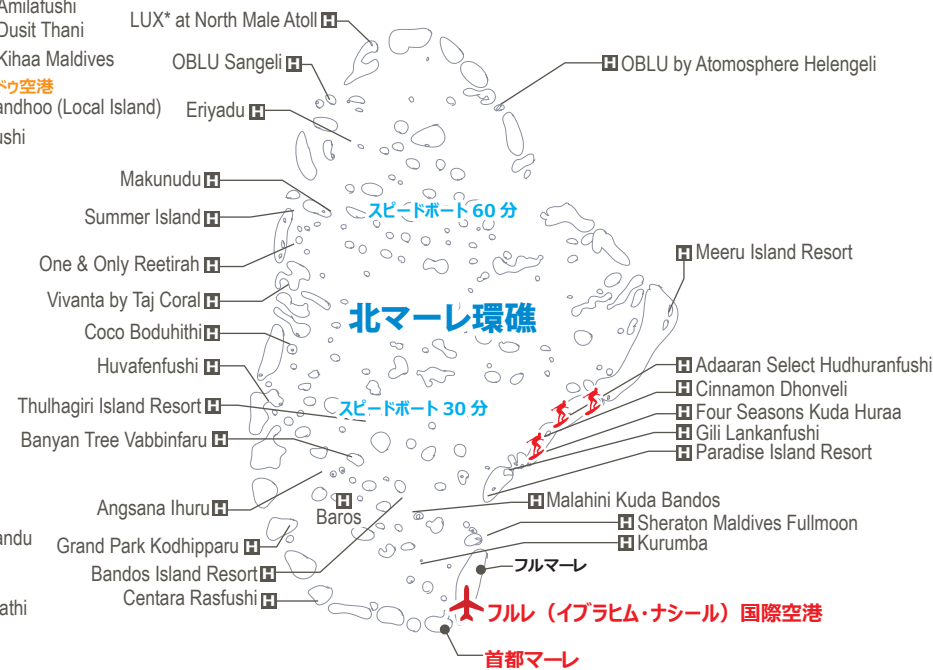 Amilafushi
Dusit Thani
Kihaa Maldives
ドゥ空港
andhoo (Local Island)
ushi
andu
athi
LUX* at North Male Atoll H
OBLU Sangeli H
Eriyadu H
H OBLU by Atomosphere Helengeli
Makunudu H
スピードボート 60 分
Summer Island H
One & Only Reetirah H
H Meeru Island Resort
Vivanta by Taj Coral H
北マーレ環礁
Coco Boduhithi H
Huvafenfushi H
H Adaaran Select Hudhuranfushi
H Cinnamon Dhonveli
Thulhagiri Island Resort H
スピードボート 30 分
H Four Seasons Kuda Huraa
H Gili Lankanfushi
Banyan Tree Vabbinfaru H
H Paradise Island Resort
Angsana Ihuru H
H
Baros
H Malahini Kuda Bandos
H Sheraton Maldives Fullmoon
Grand Park Kodhipparu H
H Kurumba
Bandos Island Resort H
フルマーレ
Centara Rasfushi H
フルレ（イブラヒム・ナシール）国際空港
首都マーレ